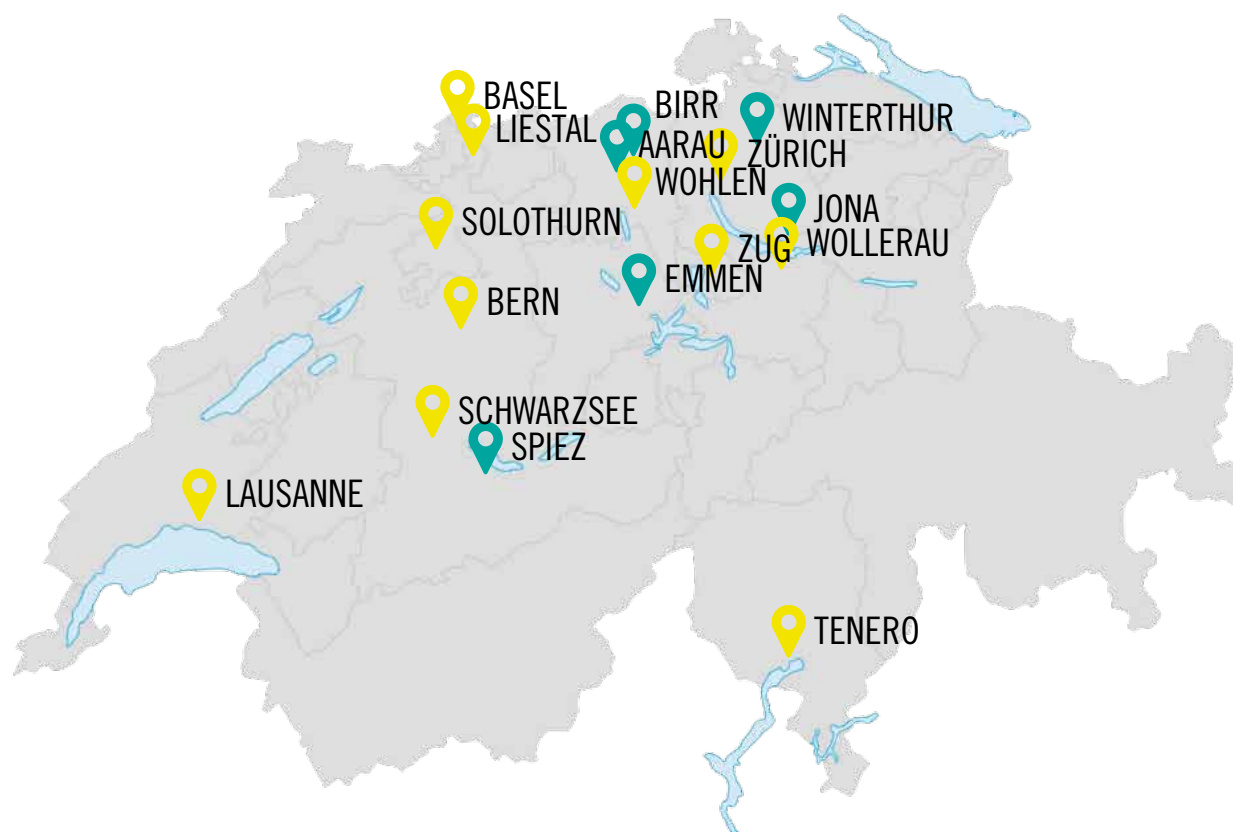 BASEL
LIESTAL
BIRR
AARAU
WINTERTHUR
ZÜRICH
WOHLEN
SOLOTHURN
JONA
WOLLERAU
ZUG
EMMEN
BERN
SCHWARZSEE
SPIEZ
LAUSANNE
TENERO